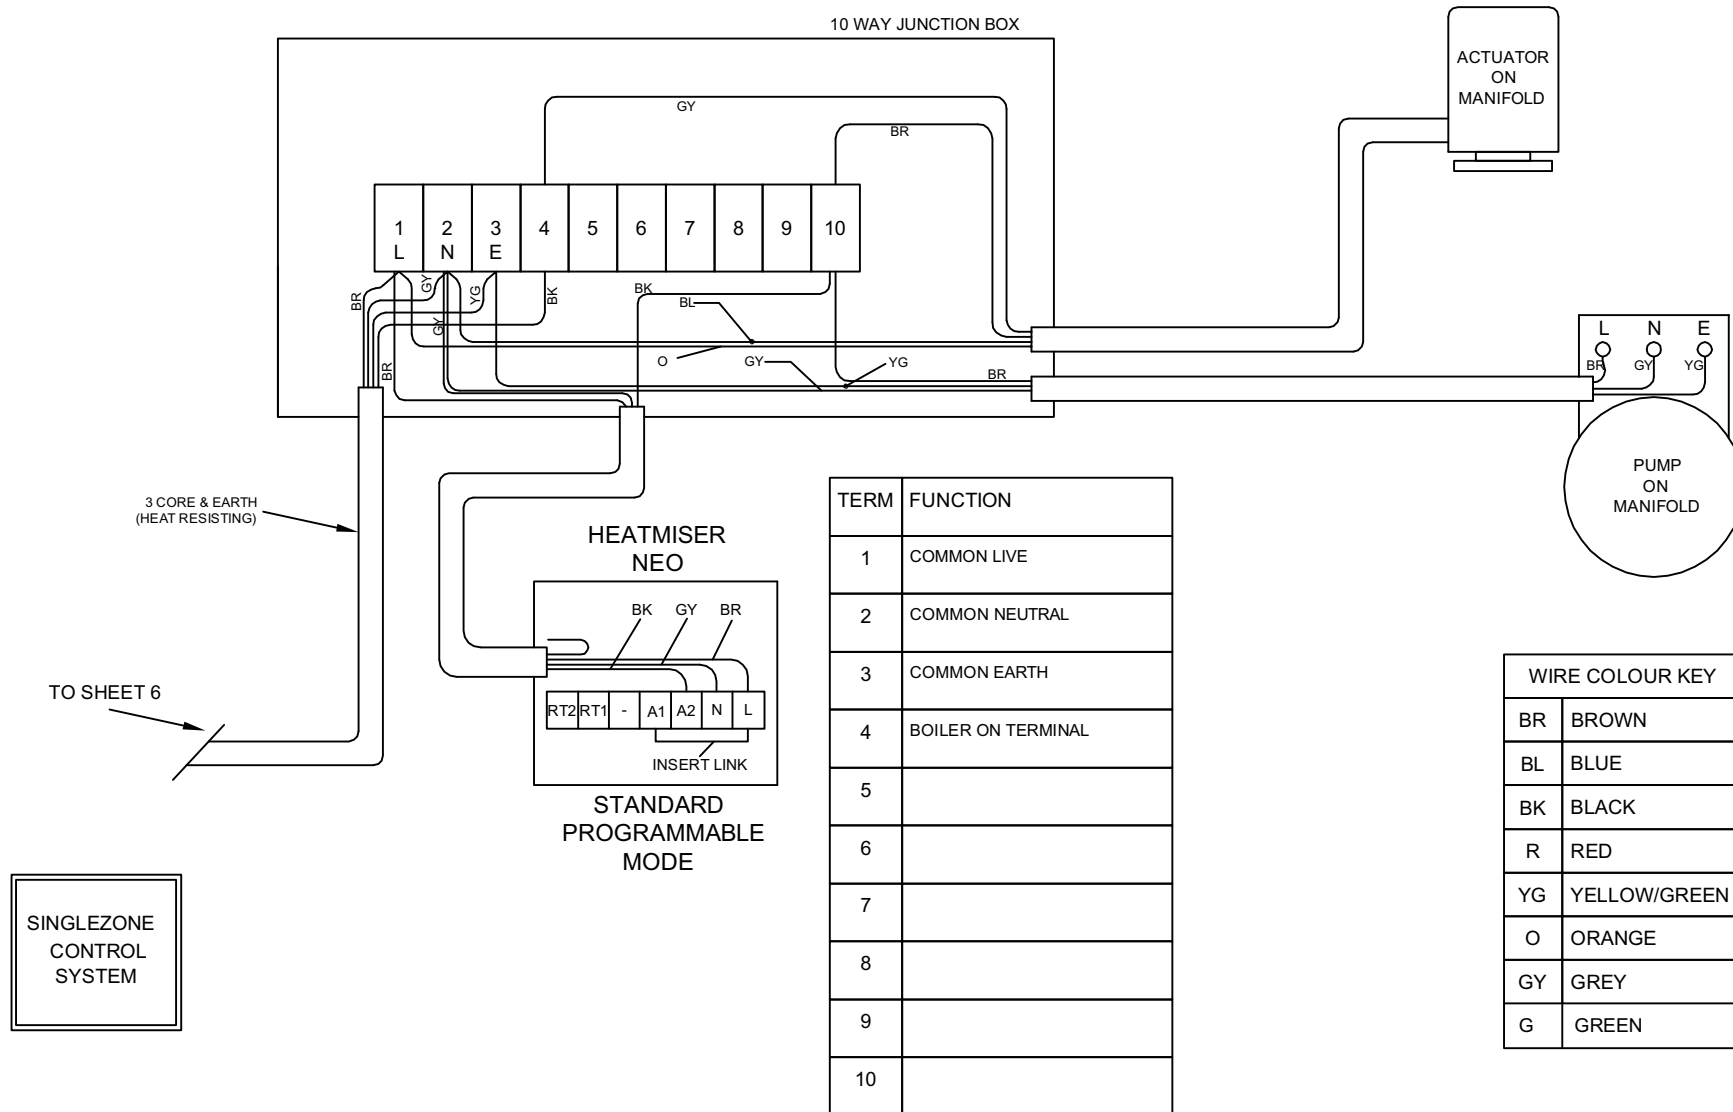 10 WAY JUNCTION BOX
ACTUATOR
ON
MANIFOLD
GY
BR
1 2 3 4 5 6 7 8 9 10
L N E
BR
GY
YG
GY
BK
BK
BL
BR
O
GY
YG
BR
L N E
BR GY YG
PUMP
ON
MANIFOLD
3 CORE & EARTH
(HEAT RESISTING)
TO SHEET 6
HEATMISER
NEO
BK GY BR
RT2 RT1 - A1 A2 N L
INSERT LINK
STANDARD
PROGRAMMABLE
MODE
SINGLEZONE
CONTROL
SYSTEM
TERM FUNCTION
1 COMMON LIVE
2 COMMON NEUTRAL
3 COMMON EARTH
4 BOILER ON TERMINAL
5
6
7
8
9
10
WIRE COLOUR KEY
BR BROWN
BL BLUE
BK BLACK
R RED
YG YELLOW/GREEN
O ORANGE
GY GREY
G GREEN